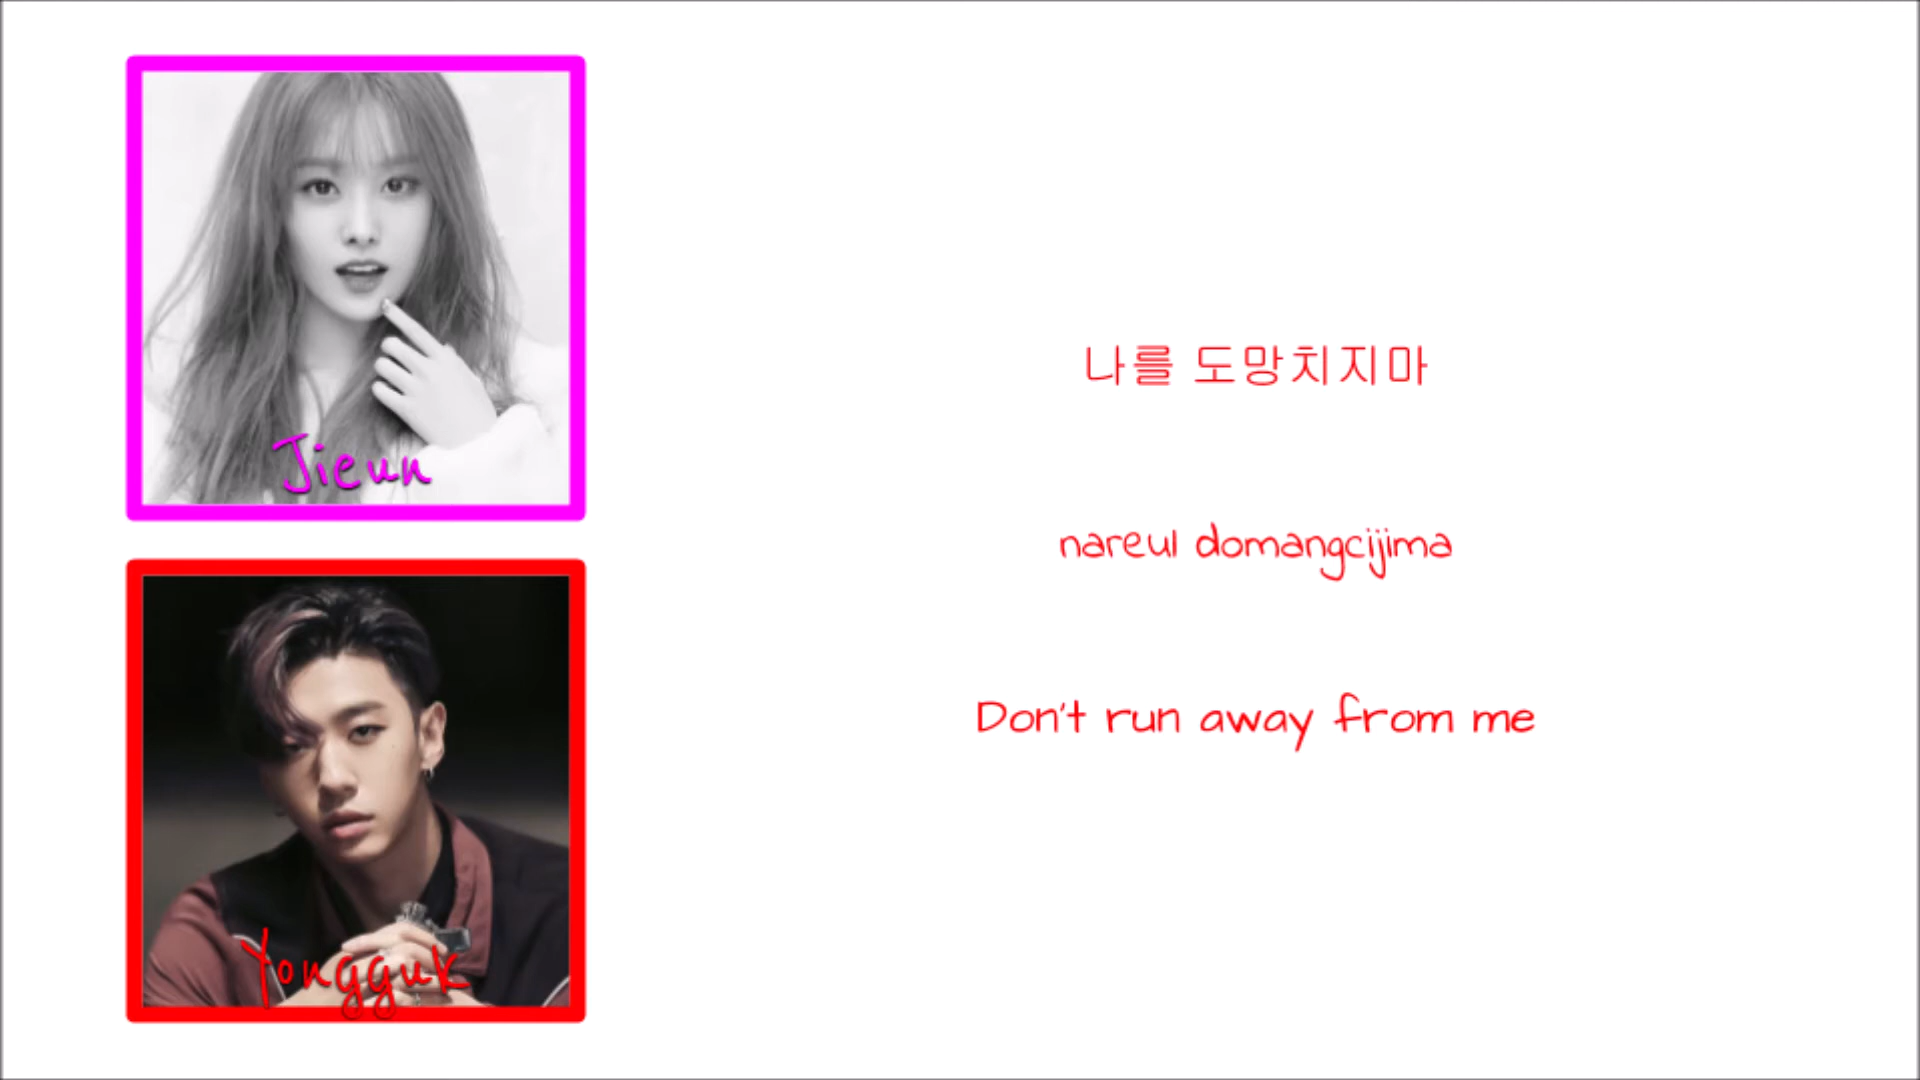 Jieun
Yongguk
나를 도망치지마
nareul domangcijima
Don't run away from me